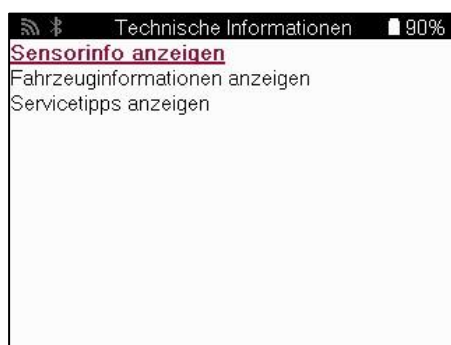 Technische Informationen 90%
Sensorinfo anzeigen
Fahrzeuginformationen anzeigen
Servicetipps anzeigen